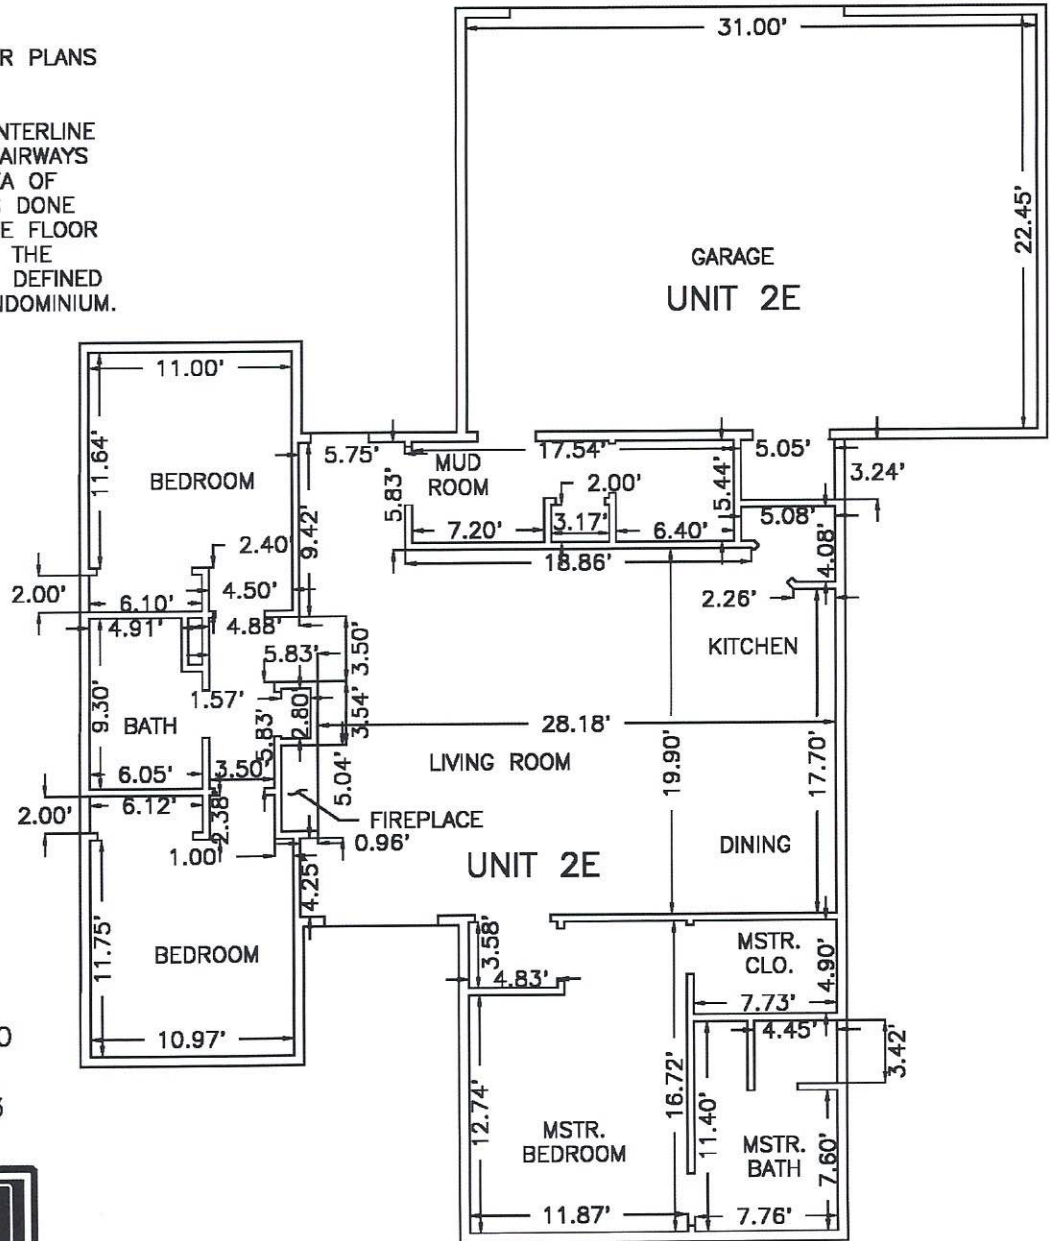 R PLANS
NTERLINE
AIRWAYS
A OF
DONE
E FLOOR
THE
DEFINED
NDOMINIUM.
31.00'
22.45'
GARAGE
UNIT 2E
11.00'
11.64'
BEDROOM
5.75'
MUD
ROOM
17.54'
5.05'
3.24'
5.83'
2.00'
5.44'
9.42'
7.20'
3.17'
6.40'
5.08'
4.08'
18.86'
2.40'
2.00'
6.10'
4.50'
2.26'
4.91'
4.88'
5.83'
3.50'
KITCHEN
9.30'
1.57'
2.80'
3.54'
BATH
5.83'
28.18'
6.05'
3.50'
5.04'
LIVING ROOM
19.90'
17.70'
6.12'
2.00'
2.38'
FIREPLACE
1.00'
0.96'
DINING
UNIT 2E
4.25'
11.75'
BEDROOM
3.58'
4.83'
MSTR.
CLO.
4.90'
7.73'
10.97'
4.45'
3.42'
12.74'
16.72'
11.40'
MSTR.
BEDROOM
MSTR.
BATH
7.60'
11.87'
7.76'